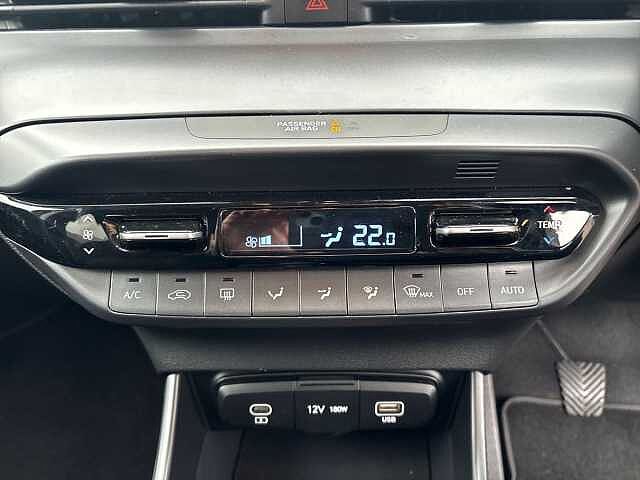 PASSENGER
AIR BAG
22.0
TEMP
A/C
MAX
OFF
AUTO
12V 180W
USB